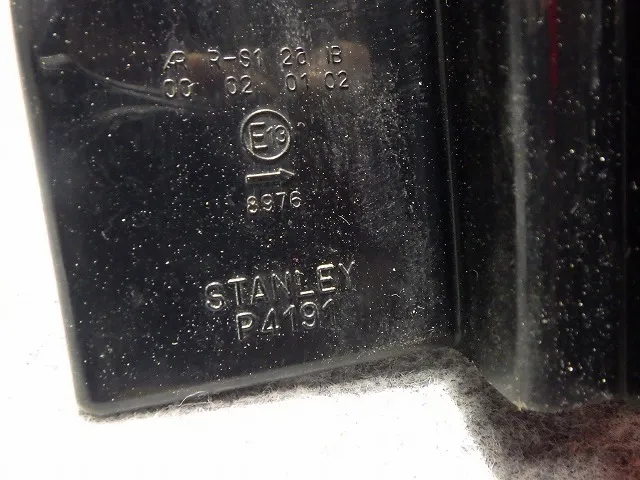 AR R-S1 2a IB
00 02 01 02
E13
→
8976
STANLEY
P4191